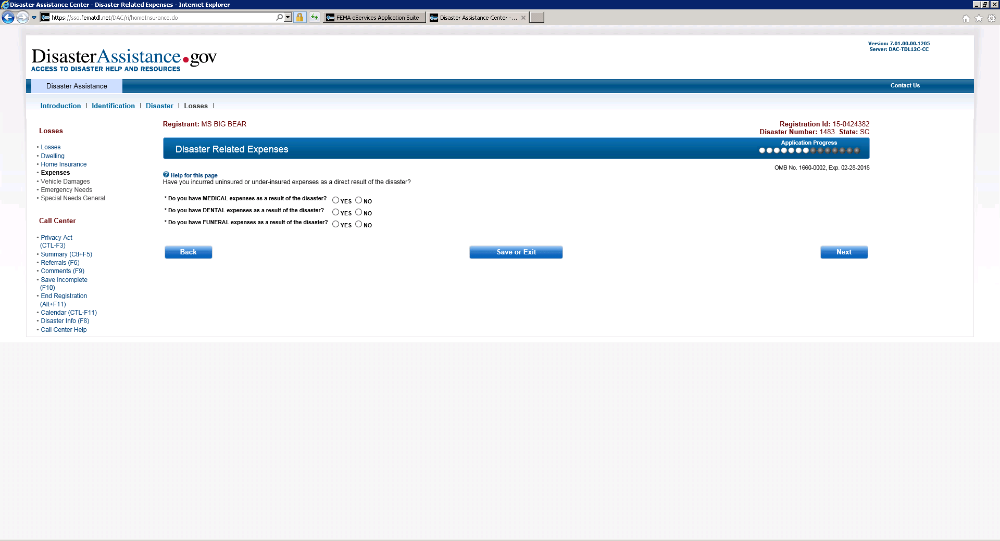 Disaster Assistance Center - Disaster Related Expenses - Internet Explorer
https://sso.fematdl.net/DAC/ri/homeInsurance.do
FEMA eServices Application Suite
Disaster Assistance Center -...
Version: 7.01.00.00.1205
Server: DAC-TDL12C-CC
DisasterAssistance.gov
ACCESS TO DISASTER HELP AND RESOURCES
Disaster Assistance
Contact Us
Introduction | Identification | Disaster | Losses |
Losses
• Losses
• Dwelling
• Home Insurance
• Expenses
• Vehicle Damages
• Emergency Needs
• Special Needs General
Call Center
• Privacy Act
(CTL-F3)
• Summary (Ctl+F5)
• Referrals (F6)
• Comments (F9)
• Save Incomplete
(F10)
• End Registration
(Alt+F11)
• Calendar (CTL-F11)
• Disaster Info (F8)
• Call Center Help
Registrant: MS BIG BEAR
Registration Id: 15-0424382
Disaster Number: 1483 State: SC
Disaster Related Expenses
Application Progress
OMB No. 1660-0002, Exp. 02-28-2018
? Help for this page
Have you incurred uninsured or under-insured expenses as a direct result of the disaster?
* Do you have MEDICAL expenses as a result of the disaster? YES NO
* Do you have DENTAL expenses as a result of the disaster? YES NO
* Do you have FUNERAL expenses as a result of the disaster? YES NO
Back
Save or Exit
Next